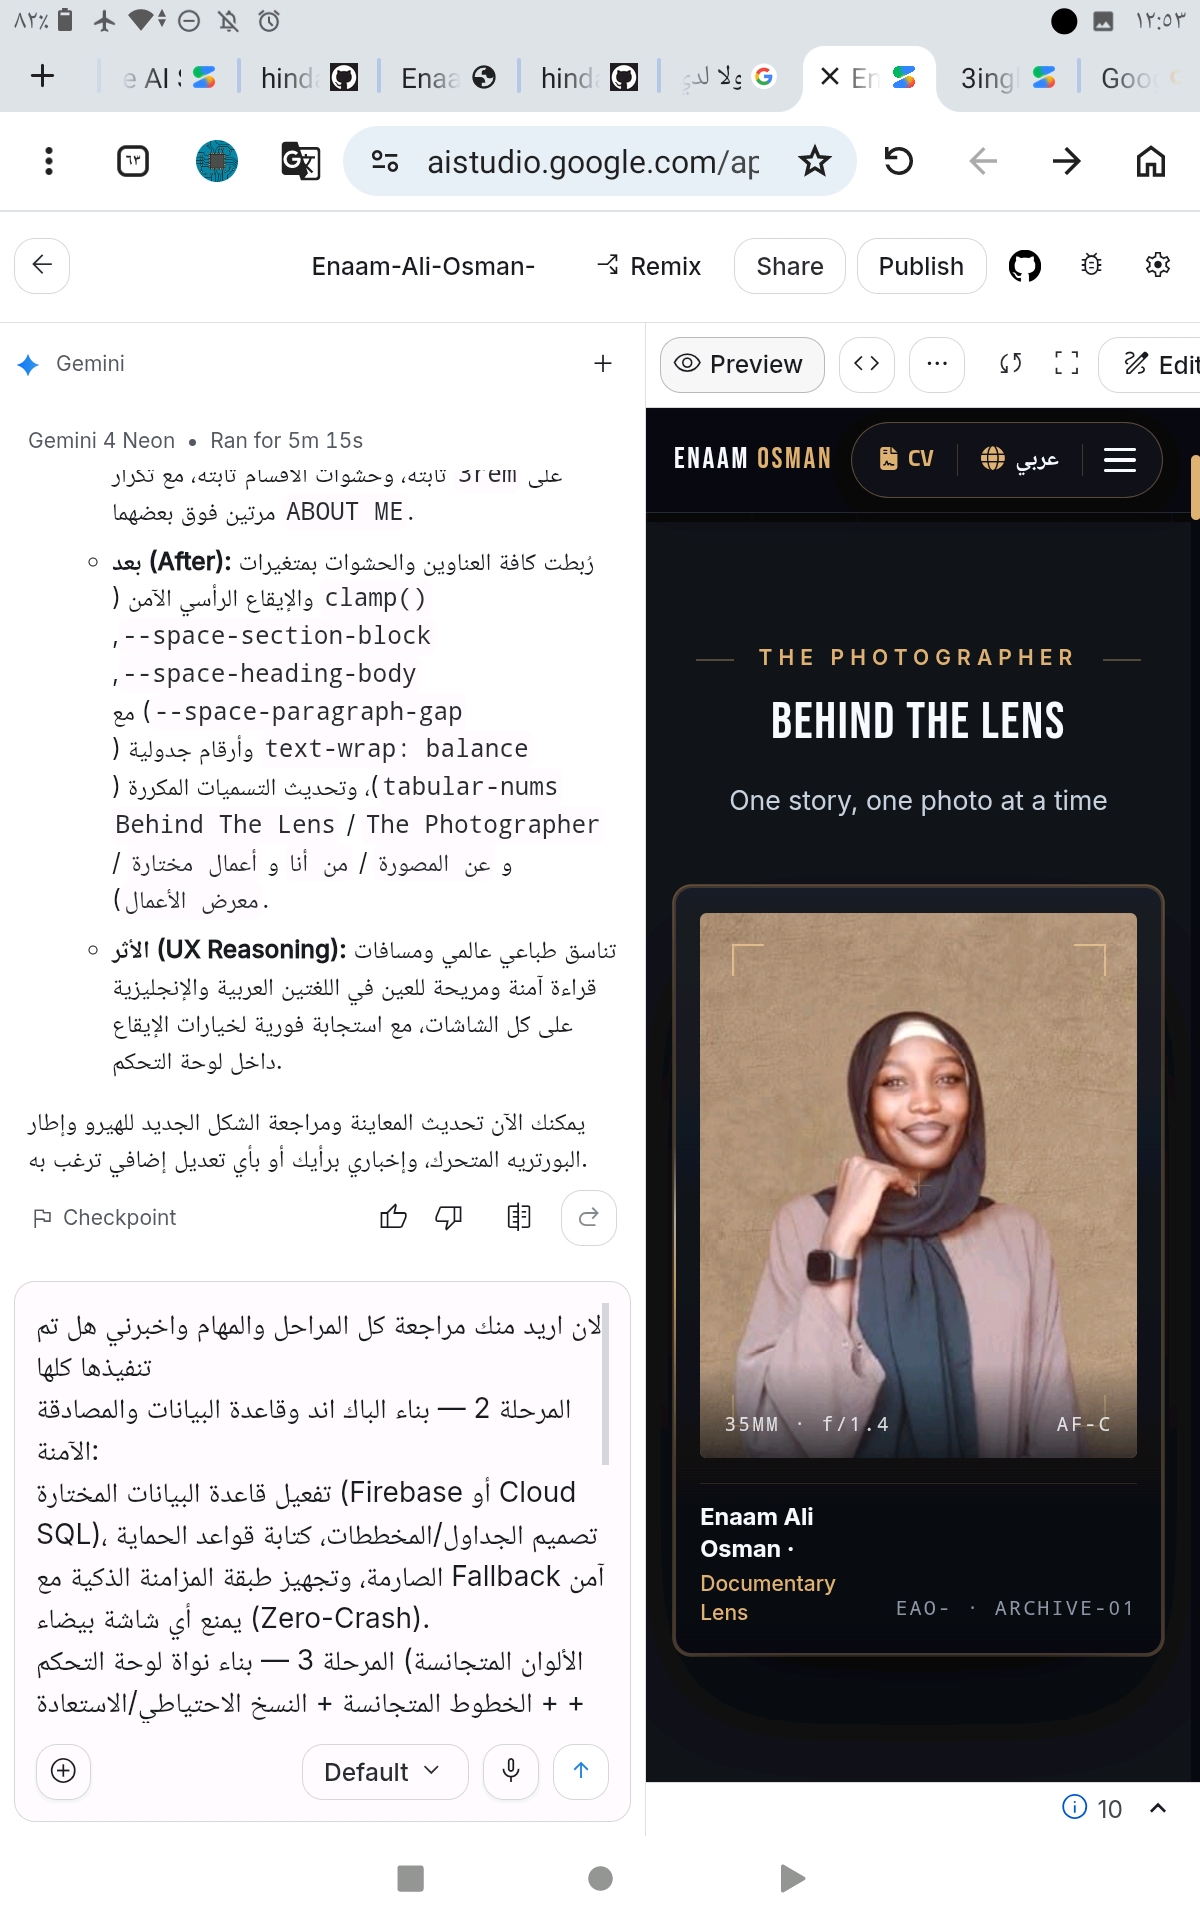 ٨٢٪
١٢:٥٣
e AI
hind
Enaa
hind
ولا لدي
En
3ing
Goo
٦٣
aistudio.google.com/ap
Enaam-Ali-Osman-
Remix
Share
Publish
Gemini
Preview
Edit
Gemini 4 Neon • Ran for 5m 15s
على 3rem ثابتة، وحشوات الأقسام ثابتة، مع تكرار
ABOUT ME مرتين فوق بعضهما.
بعد (After): رُبطت كافة العناوين والحشوات بمتغيرات
clamp() والإيقاع الرأسي الآمن (
--space-section-block,
--space-heading-body,
--space-paragraph-gap) مع
text-wrap: balance وأرقام جدولية (
tabular-nums)، وتحديث التسميات المكررة (
Behind The Lens / The Photographer
و عن المصورة / من أنا و أعمال مختارة /
معرض الأعمال).
الأثر (UX Reasoning): تناسق طباعي عالمي ومسافات
قراءة آمنة ومريحة للعين في اللغتين العربية والإنجليزية
على كل الشاشات، مع استجابة فورية لخيارات الإيقاع
داخل لوحة التحكم.
يمكنك الآن تحديث المعاينة ومراجعة الشكل الجديد للهيرو وإطار
البورتريه المتحرك، وإخباري برأيك أو بأي تعديل إضافي ترغب به.
Checkpoint
لان اريد منك مراجعة كل المراحل والمهام واخبرني هل تم
تنفيذها كلها
المرحلة 2 — بناء الباك اند وقاعدة البيانات والمصادقة
الآمنة:
تفعيل قاعدة البيانات المختارة (Firebase أو Cloud
SQL)، تصميم الجداول/المخططات، كتابة قواعد الحماية
الصارمة، وتجهيز طبقة المزامنة الذكية مع Fallback آمن
يمنع أي شاشة بيضاء (Zero-Crash).
المرحلة 3 — بناء نواة لوحة التحكم (الألوان المتجانسة
+ الخطوط المتجانسة + النسخ الاحتياطي/الاستعادة +
Default
ENAAM OSMAN
CV
عربي
THE PHOTOGRAPHER
BEHIND THE LENS
One story, one photo at a time
35MM · f/1.4
AF-C
Enaam Ali
Osman ·
Documentary
Lens
EAO- · ARCHIVE-01
10